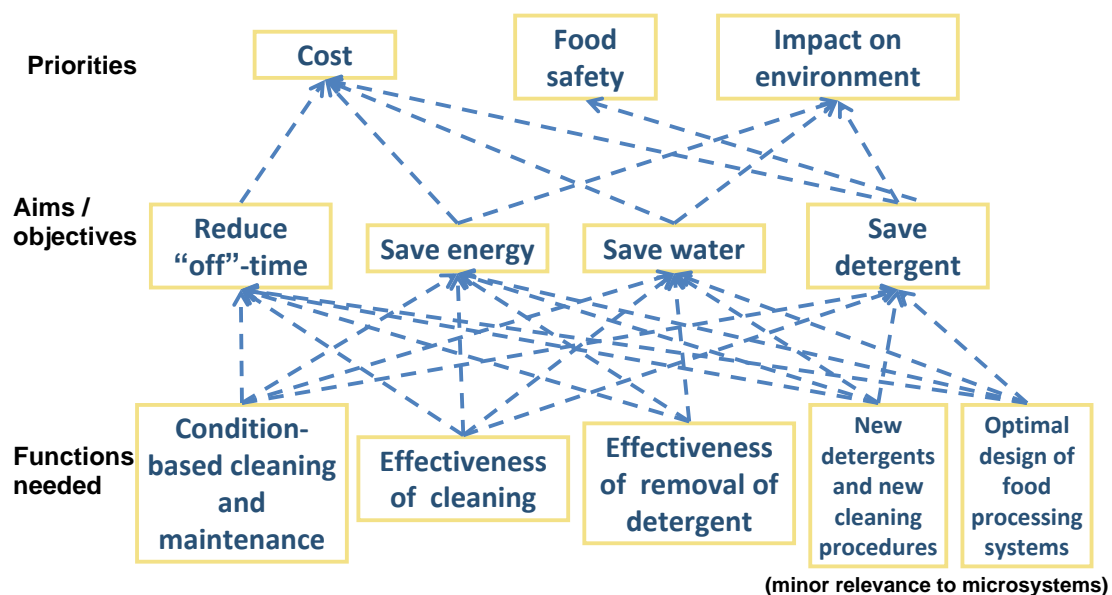 Priorities
Cost
Food
safety
Impact on
environment
Aims /
objectives
Reduce
“off”-time
Save energy
Save water
Save
detergent
Functions
needed
Condition-
based cleaning
and
maintenance
Effectiveness
of cleaning
Effectiveness
of removal of
detergent
New
detergents
and new
cleaning
procedures
Optimal
design of
food
processing
systems
(minor relevance to microsystems)